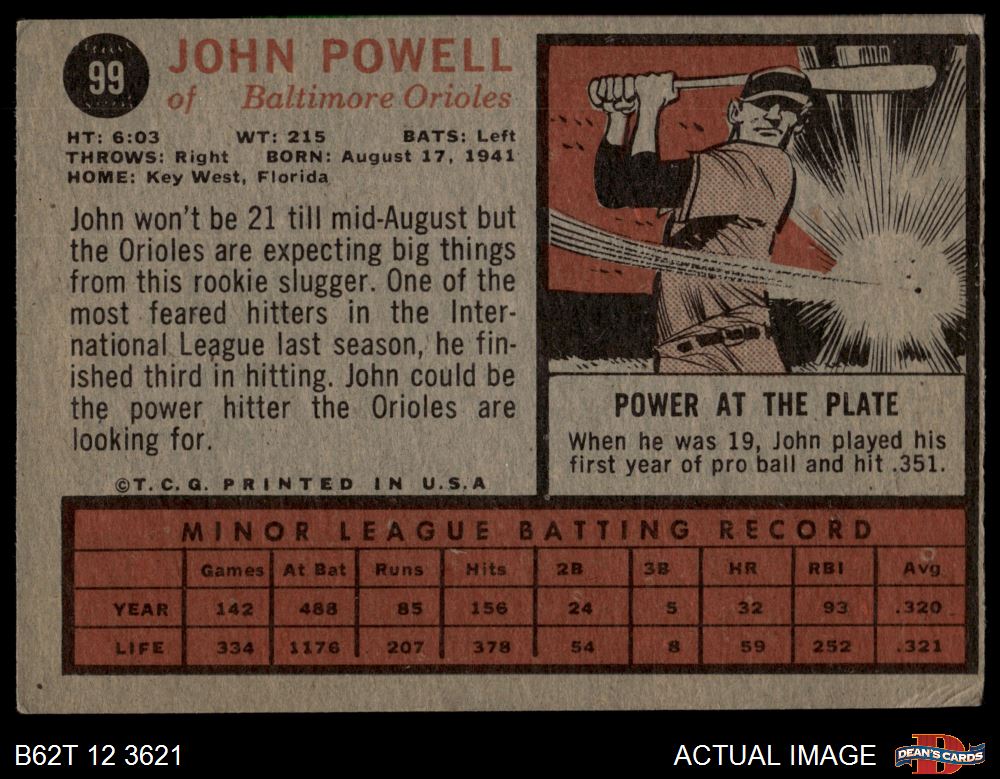 99
JOHN POWELL
of Baltimore Orioles
HT: 6:03 WT: 215 BATS: Left
THROWS: Right BORN: August 17, 1941
HOME: Key West, Florida
John won't be 21 till mid-August but
the Orioles are expecting big things
from this rookie slugger. One of the
most feared hitters in the Inter-
national League last season, he fin-
ished third in hitting. John could be
the power hitter the Orioles are
looking for.
©T.C.G. PRINTED IN U.S.A
POWER AT THE PLATE
When he was 19, John played his
first year of pro ball and hit .351.
MINOR LEAGUE BATTING RECORD
Games At Bat Runs Hits 2B 3B HR RBI Avg
YEAR 142 488 85 156 24 5 32 93 .320
LIFE 334 1176 207 378 54 8 59 252 .321
B62T 12 3621
ACTUAL IMAGE
D
DEAN'S CARDS